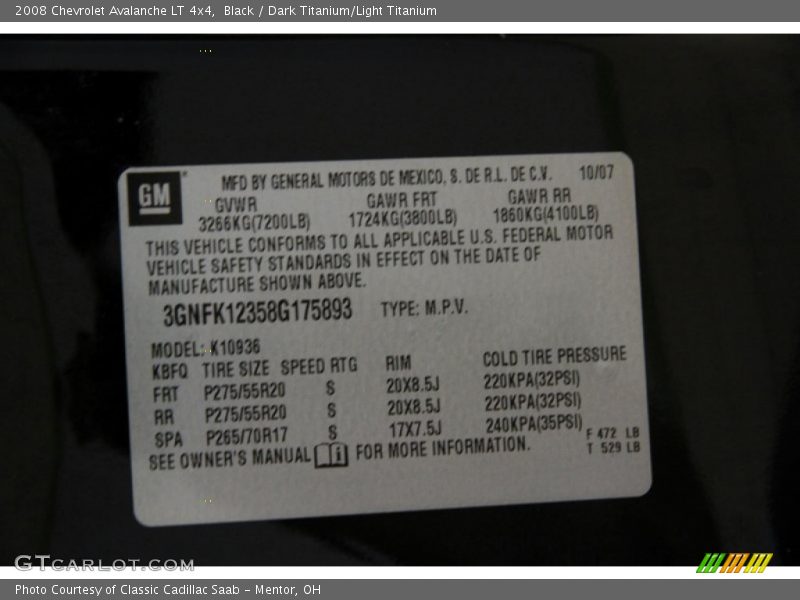 2008 Chevrolet Avalanche LT 4x4,  Black / Dark Titanium/Light Titanium
GM
MFD BY GENERAL MOTORS DE MEXICO, S. DE R.L. DE C.V. 10/07
GVWR GAWR FRT GAWR RR
3266KG(7200LB) 1724KG(3800LB) 1860KG(4100LB)
THIS VEHICLE CONFORMS TO ALL APPLICABLE U.S. FEDERAL MOTOR
VEHICLE SAFETY STANDARDS IN EFFECT ON THE DATE OF
MANUFACTURE SHOWN ABOVE.
3GNFK12358G175893 TYPE: M.P.V.
MODEL: K10936
KBFQ TIRE SIZE SPEED RTG RIM COLD TIRE PRESSURE
FRT P275/55R20 S 20X8.5J 220KPA(32PSI)
RR P275/55R20 S 20X8.5J 220KPA(32PSI)
SPA P265/70R17 S 17X7.5J 240KPA(35PSI)
F 472 LB
T 529 LB
SEE OWNER'S MANUAL FOR MORE INFORMATION.
GTCARLOT.COM
Photo Courtesy of Classic Cadillac Saab - Mentor, OH